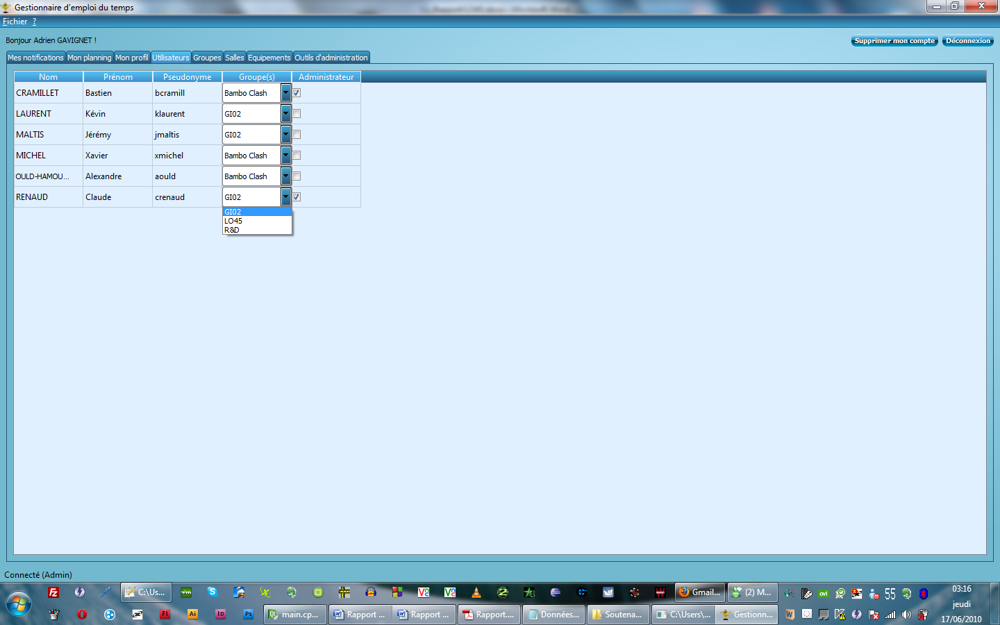 Gestionnaire d'emploi du temps
Fichier ?
Bonjour Adrien GAVIGNET !
Supprimer mon compte Déconnexion
Mes notifications Mon planning Mon profil Utilisateurs Groupes Salles Equipements Outils d'administration
Nom Prénom Pseudonyme Groupe(s) Administrateur
CRAMILLET Bastien bcramill Bambo Clash
LAURENT Kévin klaurent GI02
MALTIS Jérémy jmaltis GI02
MICHEL Xavier xmichel Bambo Clash
OULD-HAMOU... Alexandre aould Bambo Clash
RENAUD Claude crenaud GI02
GI02
LO45
R&D
Connecté (Admin)
C:\Us... Gmail... (2) M... 55 03:16
jeudi
Fl Ai Id Ps main.cp... Rapport ... Rapport ... Rapport.... Données... Soutena... C:\Users\... Gestionn... 17/06/2010